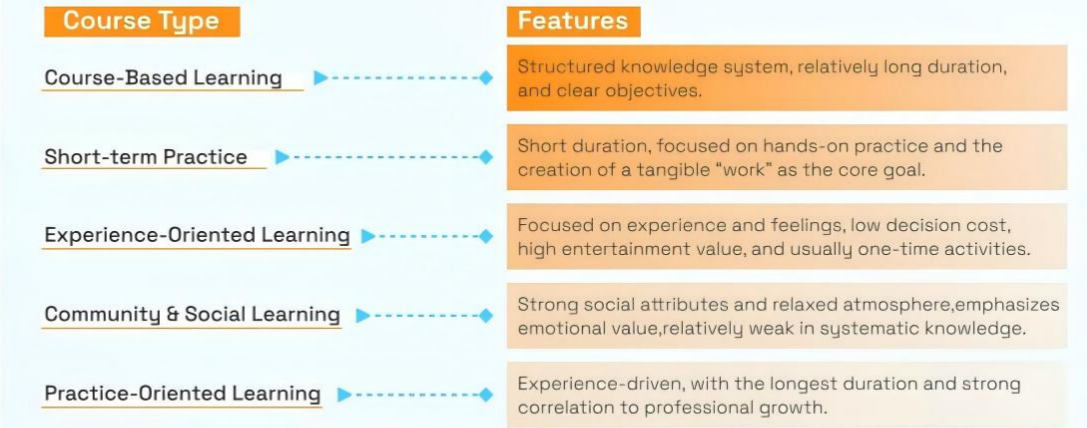 Course Type
Features
Course-Based Learning
Structured knowledge system, relatively long duration,
and clear objectives.
Short-term Practice
Short duration, focused on hands-on practice and the
creation of a tangible “work” as the core goal.
Experience-Oriented Learning
Focused on experience and feelings, low decision cost,
high entertainment value, and usually one-time activities.
Community & Social Learning
Strong social attributes and relaxed atmosphere,emphasizes
emotional value,relatively weak in systematic knowledge.
Practice-Oriented Learning
Experience-driven, with the longest duration and strong
correlation to professional growth.